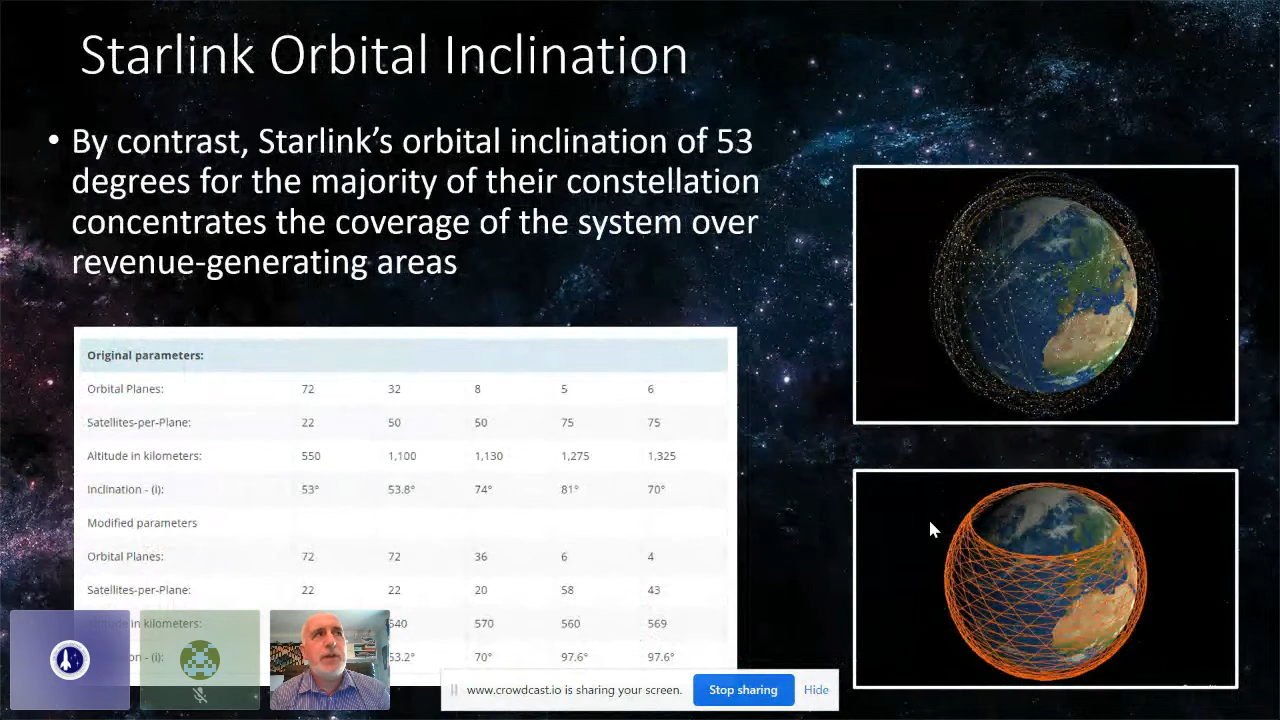 Starlink Orbital Inclination
• By contrast, Starlink’s orbital inclination of 53
degrees for the majority of their constellation
concentrates the coverage of the system over
revenue-generating areas
Original parameters:
Orbital Planes: 72 32 8 5 6
Satellites-per-Plane: 22 50 50 75 75
Altitude in kilometers: 550 1,100 1,130 1,275 1,325
Inclination - (i): 53° 53.8° 74° 81° 70°
Modified parameters
Orbital Planes: 72 72 36 6 4
Satellites-per-Plane: 22 22 20 58 43
in kilometers: 540 570 560 569
- (i): 53.2° 70° 97.6° 97.6°
www.crowdcast.io is sharing your screen. Stop sharing Hide